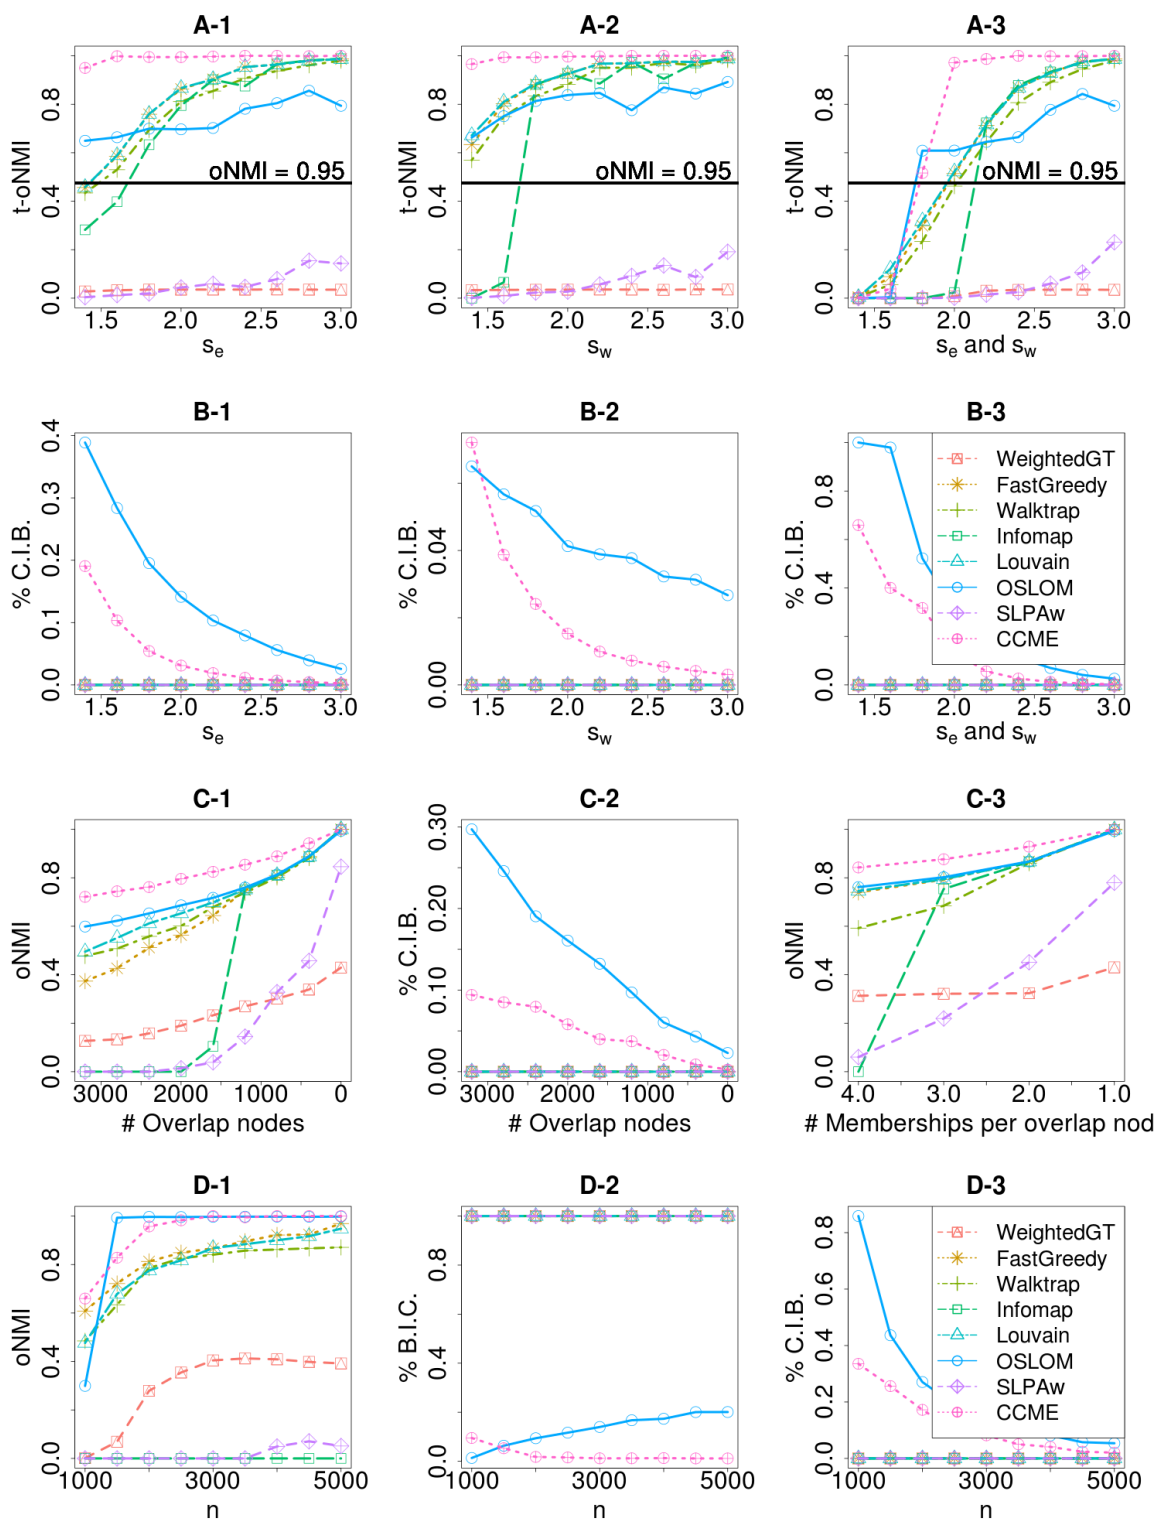 A-1
A-2
A-3
t-oNMI
0.0
0.4
0.8
oNMI = 0.95
1.5
2.0
2.5
3.0
s_e
t-oNMI
0.0
0.4
0.8
oNMI = 0.95
1.5
2.0
2.5
3.0
s_w
t-oNMI
0.0
0.4
0.8
oNMI = 0.95
1.5
2.0
2.5
3.0
s_e and s_w
B-1
B-2
B-3
% C.I.B.
0.0
0.1
0.2
0.3
0.4
1.5
2.0
2.5
3.0
s_e
% C.I.B.
0.00
0.04
1.5
2.0
2.5
3.0
s_w
% C.I.B.
0.0
0.4
0.8
WeightedGT
FastGreedy
Walktrap
Infomap
Louvain
OSLOM
SLPAw
CCME
1.5
2.0
2.5
3.0
s_e and s_w
C-1
C-2
C-3
oNMI
0.0
0.4
0.8
3000
2000
1000
0
# Overlap nodes
% C.I.B.
0.00
0.10
0.20
0.30
3000
2000
1000
0
# Overlap nodes
oNMI
0.0
0.4
0.8
4.0
3.0
2.0
1.0
# Memberships per overlap nod
D-1
D-2
D-3
oNMI
0.0
0.4
0.8
1000
3000
5000
n
% B.I.C.
0.0
0.4
0.8
1000
3000
5000
n
% C.I.B.
0.0
0.2
0.4
0.6
0.8
WeightedGT
FastGreedy
Walktrap
Infomap
Louvain
OSLOM
SLPAw
CCME
1000
3000
5000
n